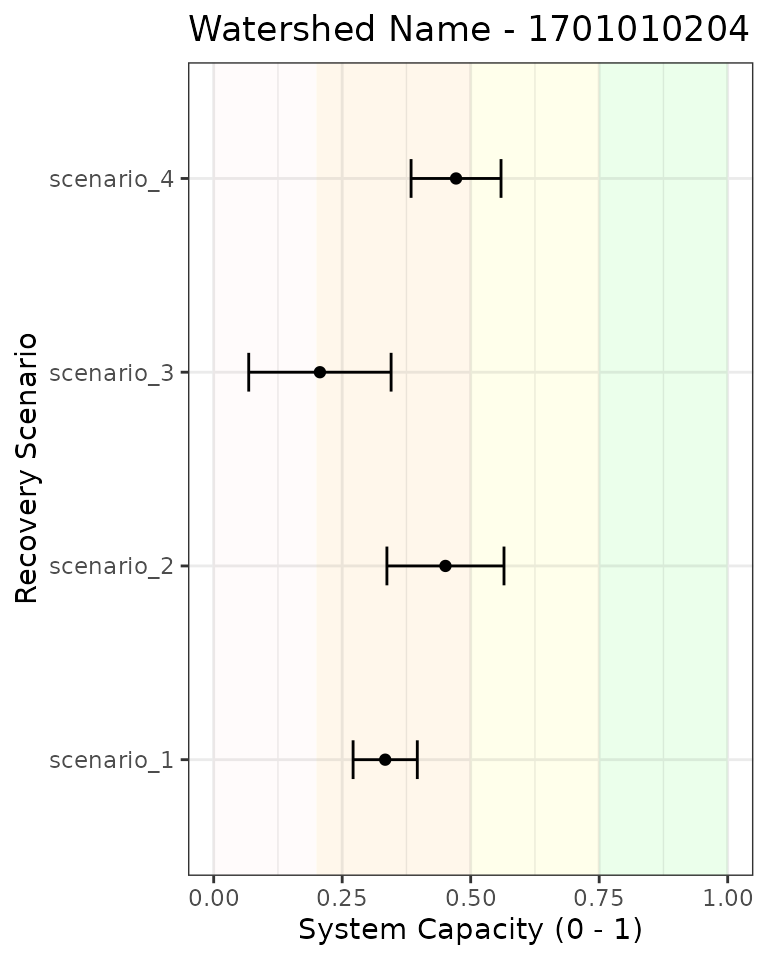 Watershed Name - 1701010204
scenario_4
scenario_3
scenario_2
scenario_1
Recovery Scenario
0.00 0.25 0.50 0.75 1.00
System Capacity (0 - 1)